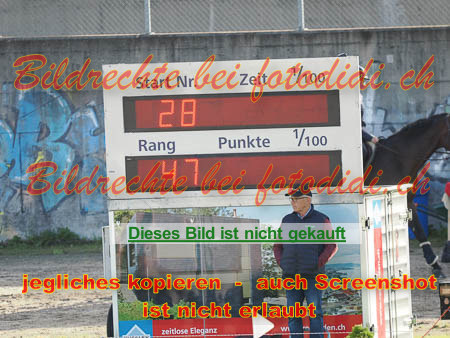 Bildrechte bei fotodidi.ch
Start Nr. Zeit 1/100
28
Rang Punkte 1/100
47
Bildrechte bei fotodidi.ch
Dieses Bild ist nicht gekauft
jegliches kopieren - auch Screenshot
ist nicht erlaubt
zeitlose Eleganz